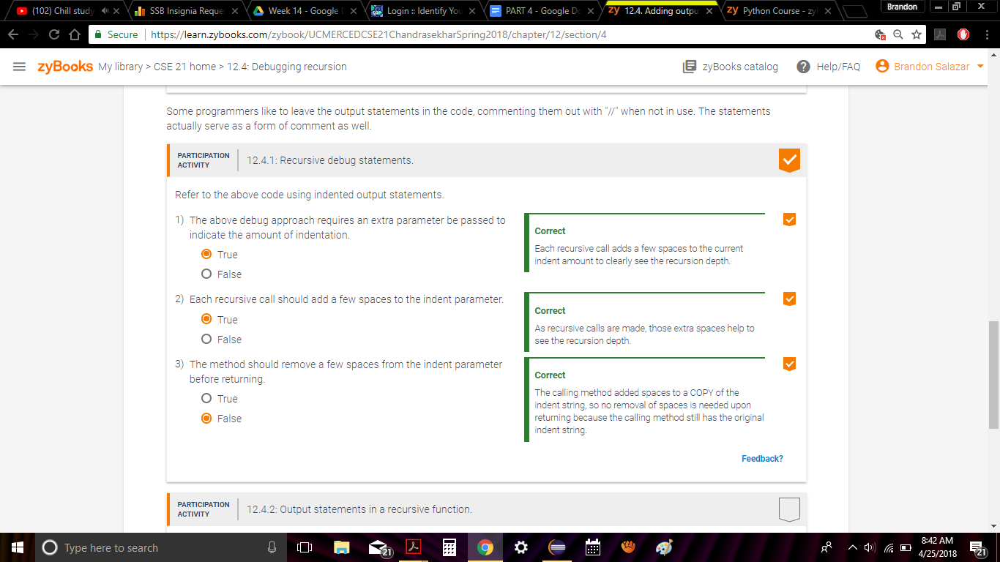 (102) Chill study
SSB Insignia Reque
Week 14 - Google
Login :: Identify You
PART 4 - Google Do
zy 12.4. Adding outpu
zy Python Course - zy
Brandon
Secure https://learn.zybooks.com/zybook/UCMERCEDCSE21ChandrasekharSpring2018/chapter/12/section/4
zyBooks My library > CSE 21 home > 12.4: Debugging recursion
zyBooks catalog
Help/FAQ
Brandon Salazar
Some programmers like to leave the output statements in the code, commenting them out with "//" when not in use. The statements
actually serve as a form of comment as well.
PARTICIPATION
ACTIVITY
12.4.1: Recursive debug statements.
Refer to the above code using indented output statements.
1) The above debug approach requires an extra parameter be passed to
indicate the amount of indentation.
True
False
Correct
Each recursive call adds a few spaces to the current
indent amount to clearly see the recursion depth.
2) Each recursive call should add a few spaces to the indent parameter.
True
False
Correct
As recursive calls are made, those extra spaces help to
see the recursion depth.
3) The method should remove a few spaces from the indent parameter
before returning.
True
False
Correct
The calling method added spaces to a COPY of the
indent string, so no removal of spaces is needed upon
returning because the calling method still has the original
indent string.
Feedback?
PARTICIPATION
ACTIVITY
12.4.2: Output statements in a recursive function.
Type here to search
21
8:42 AM
4/25/2018
21